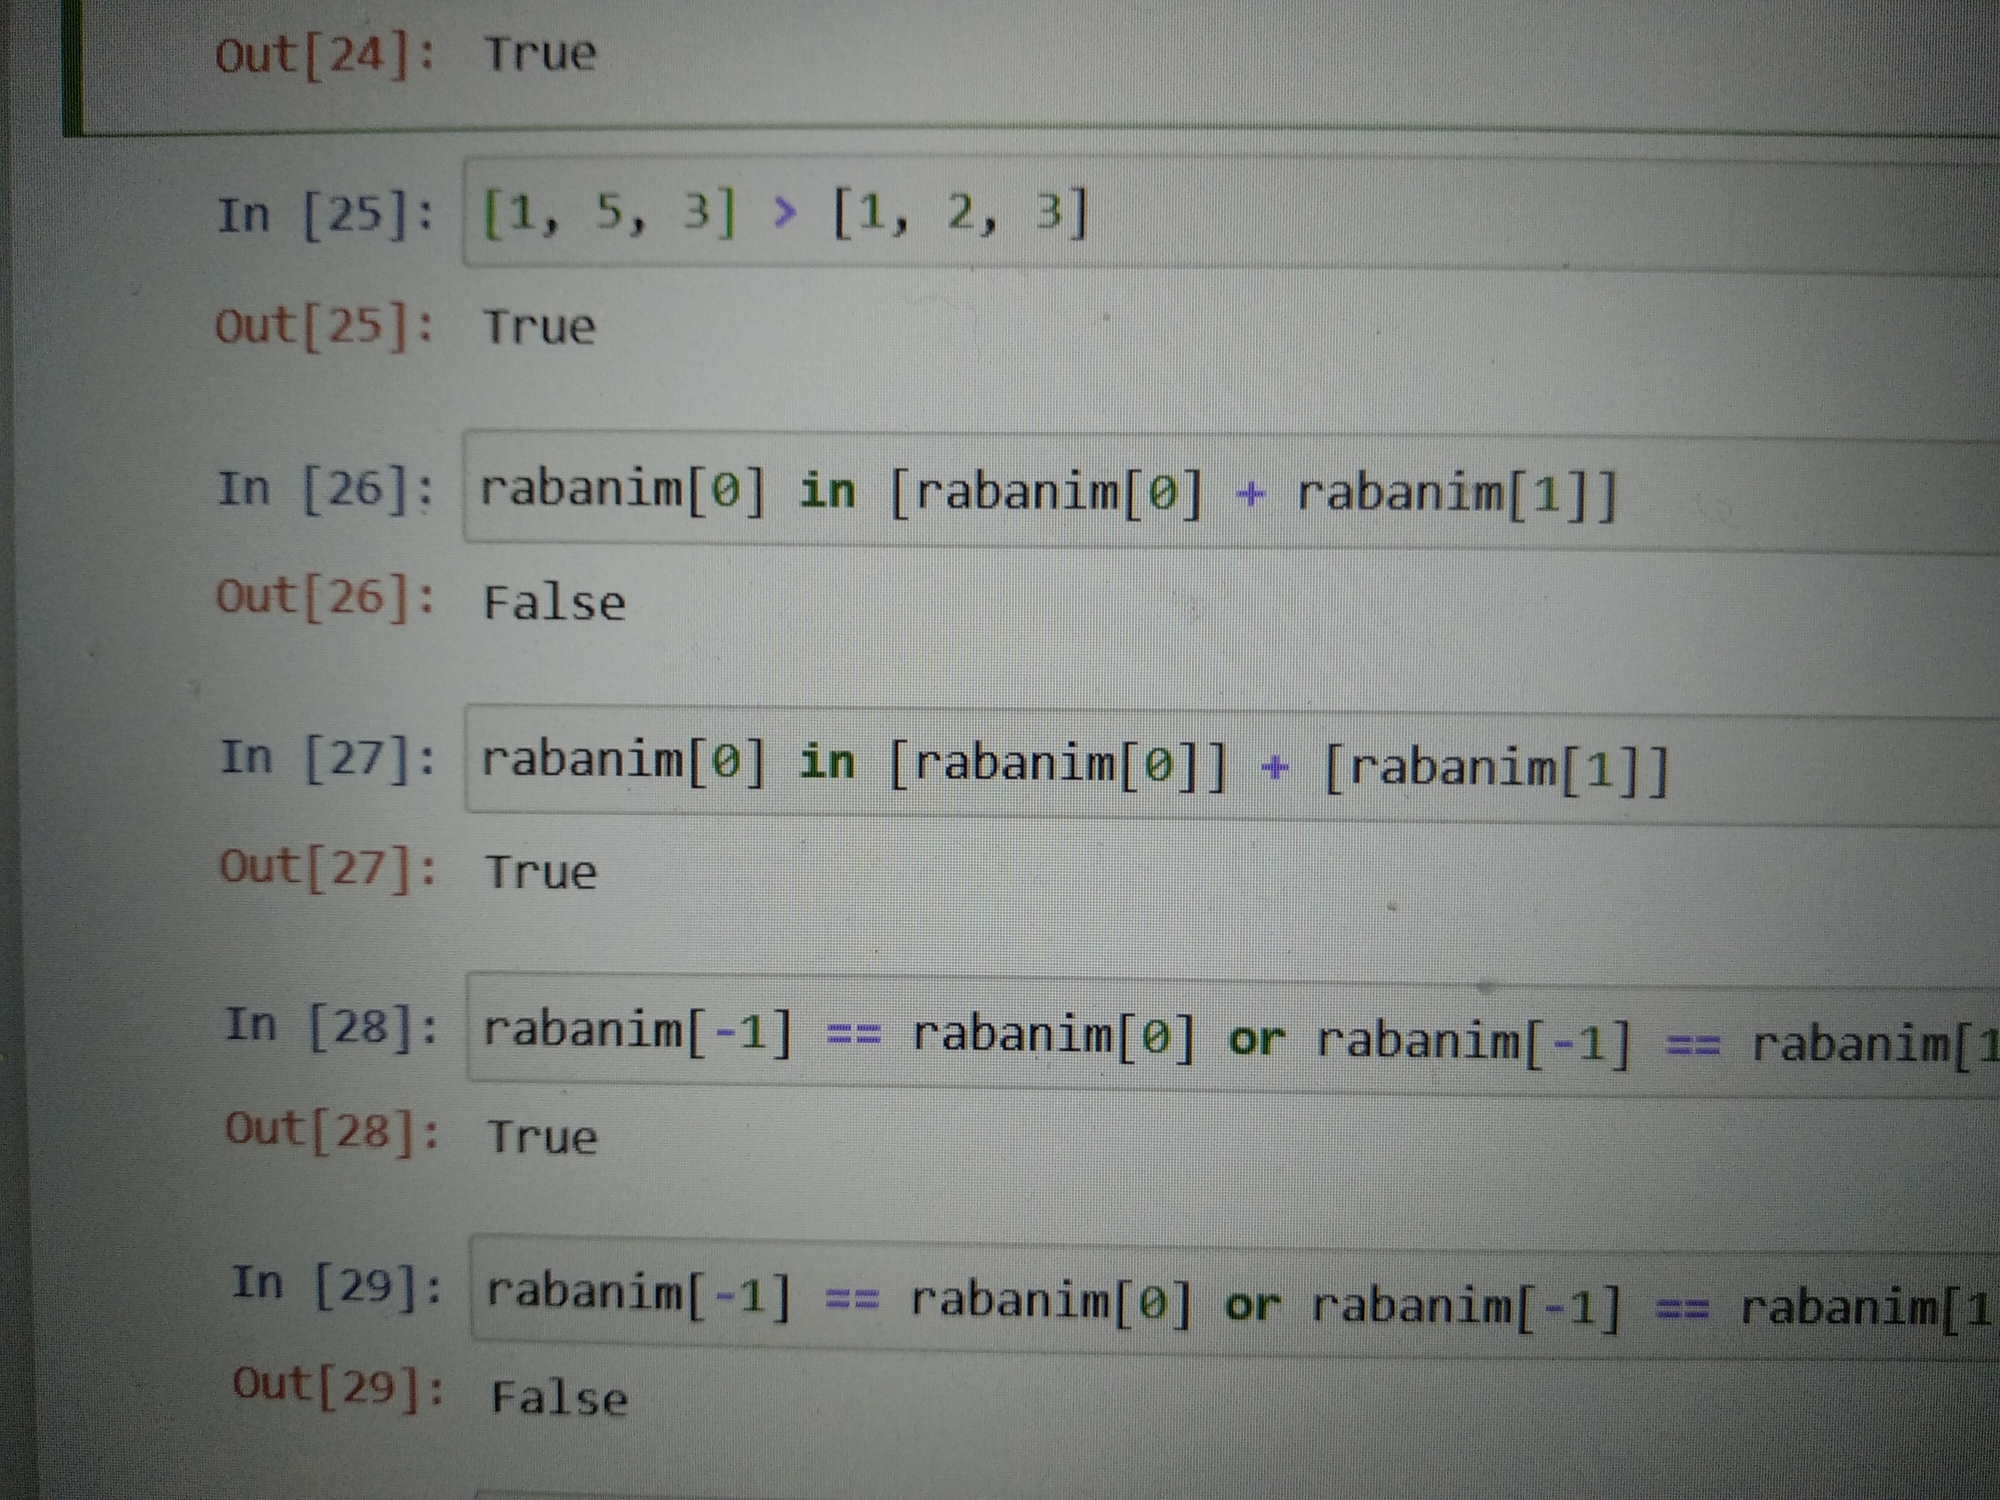 Out[24]: True
In [25]: [1, 5, 3] > [1, 2, 3]
Out[25]: True
In [26]: rabanim[0] in [rabanim[0] + rabanim[1]]
Out[26]: False
In [27]: rabanim[0] in [rabanim[0]] + [rabanim[1]]
Out[27]: True
In [28]: rabanim[-1] == rabanim[0] or rabanim[-1] == rabanim[1
Out[28]: True
In [29]: rabanim[-1] == rabanim[0] or rabanim[-1] == rabanim[1
Out[29]: False